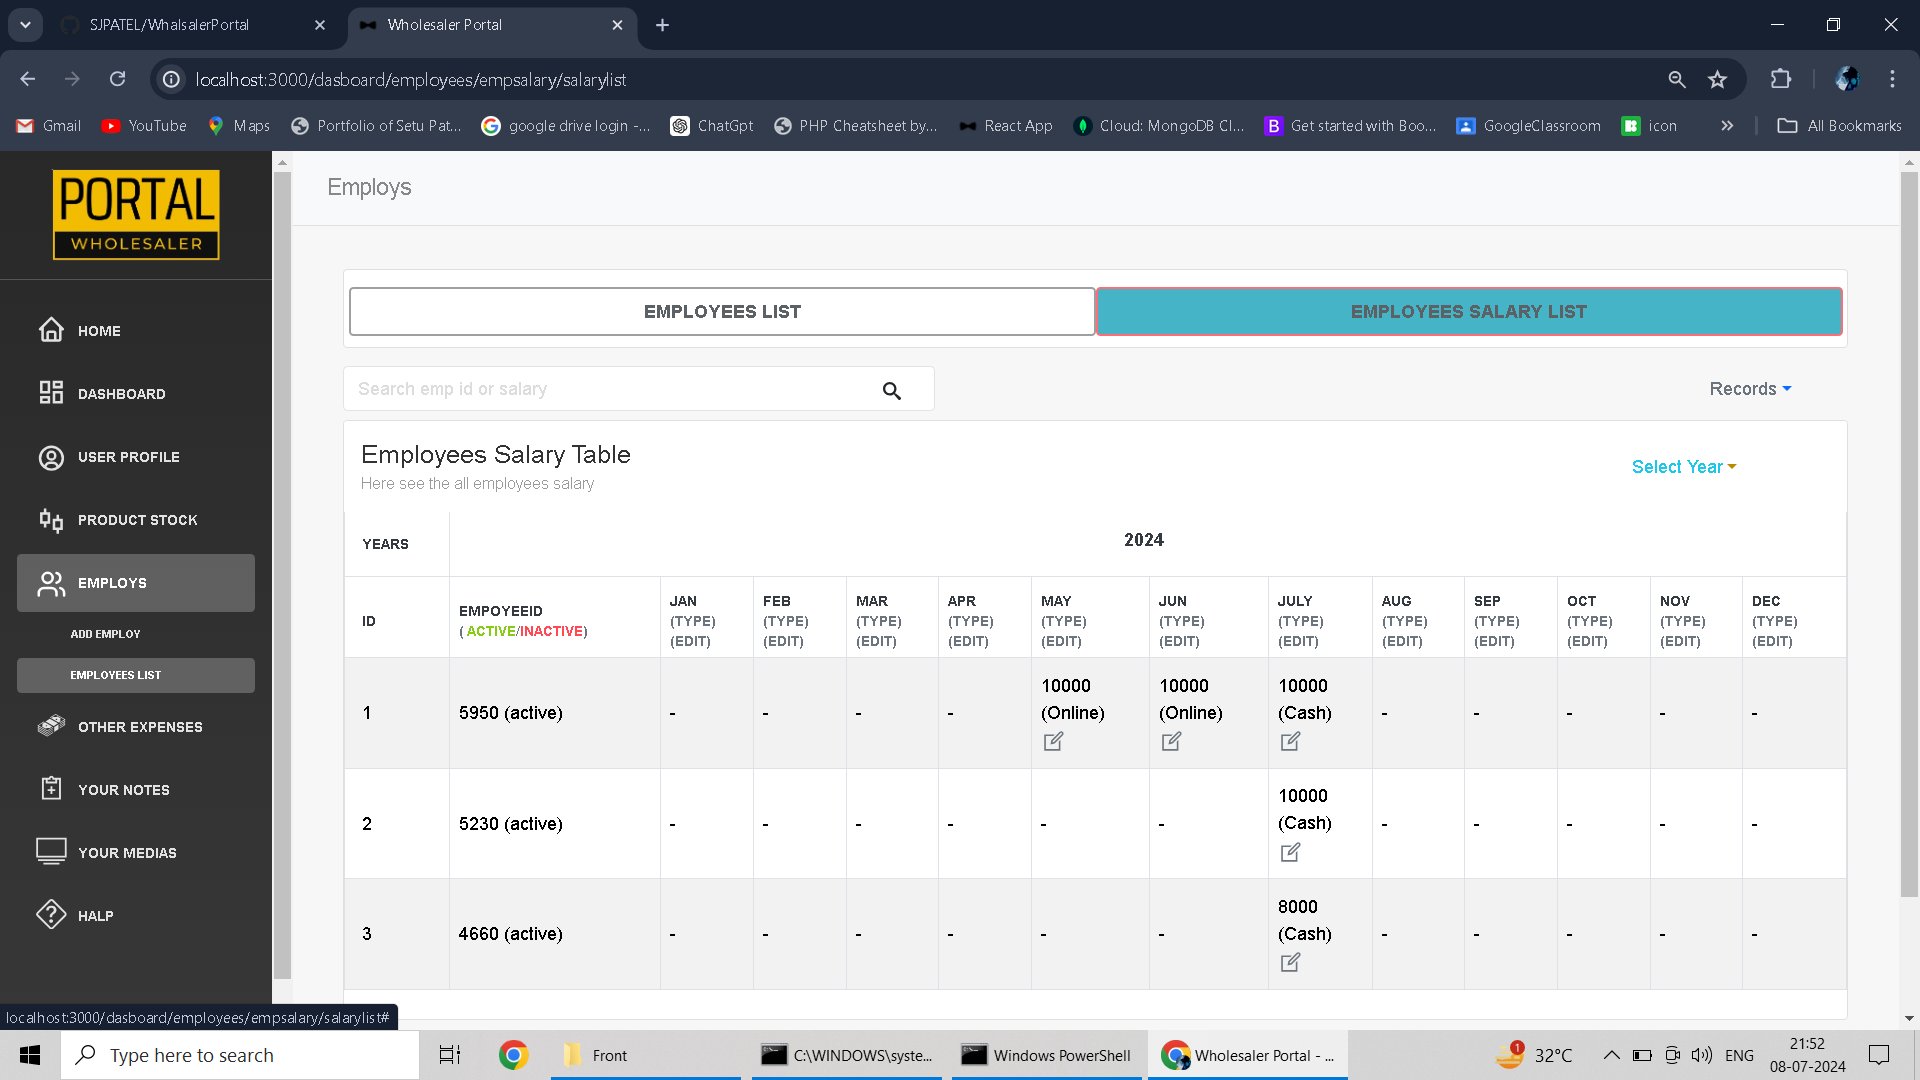 SJPATEL/WhalsalerPortal
Wholesaler Portal
localhost:3000/dasboard/employees/empsalary/salarylist
Gmail YouTube Maps Portfolio of Setu Pat... google drive login -... ChatGpt PHP Cheatsheet by... React App Cloud: MongoDB Cl... Get started with Boo... GoogleClassroom icon All Bookmarks
PORTAL
WHOLESALER
HOME
DASHBOARD
USER PROFILE
PRODUCT STOCK
EMPLOYS
ADD EMPLOY
EMPLOYEES LIST
OTHER EXPENSES
YOUR NOTES
YOUR MEDIAS
HALP
Employs
EMPLOYEES LIST EMPLOYEES SALARY LIST
Search emp id or salary
Records
Employees Salary Table
Here see the all employees salary
Select Year
YEARS 2024
ID EMPOYEEID JAN FEB MAR APR MAY JUN JULY AUG SEP OCT NOV DEC
( ACTIVE/INACTIVE) (TYPE) (TYPE) (TYPE) (TYPE) (TYPE) (TYPE) (TYPE) (TYPE) (TYPE) (TYPE) (TYPE) (TYPE)
(EDIT) (EDIT) (EDIT) (EDIT) (EDIT) (EDIT) (EDIT) (EDIT) (EDIT) (EDIT) (EDIT) (EDIT)
10000 10000 10000
1 5950 (active) - - - - (Online) (Online) (Cash) - - - - -
10000
2 5230 (active) - - - - - - (Cash) - - - - -
8000
3 4660 (active) - - - - - - (Cash) - - - - -
localhost:3000/dasboard/employees/empsalary/salarylist#
Type here to search
Front
C:\WINDOWS\syste...
Windows PowerShell
Wholesaler Portal - ...
1
32°C
ENG
21:52
08-07-2024